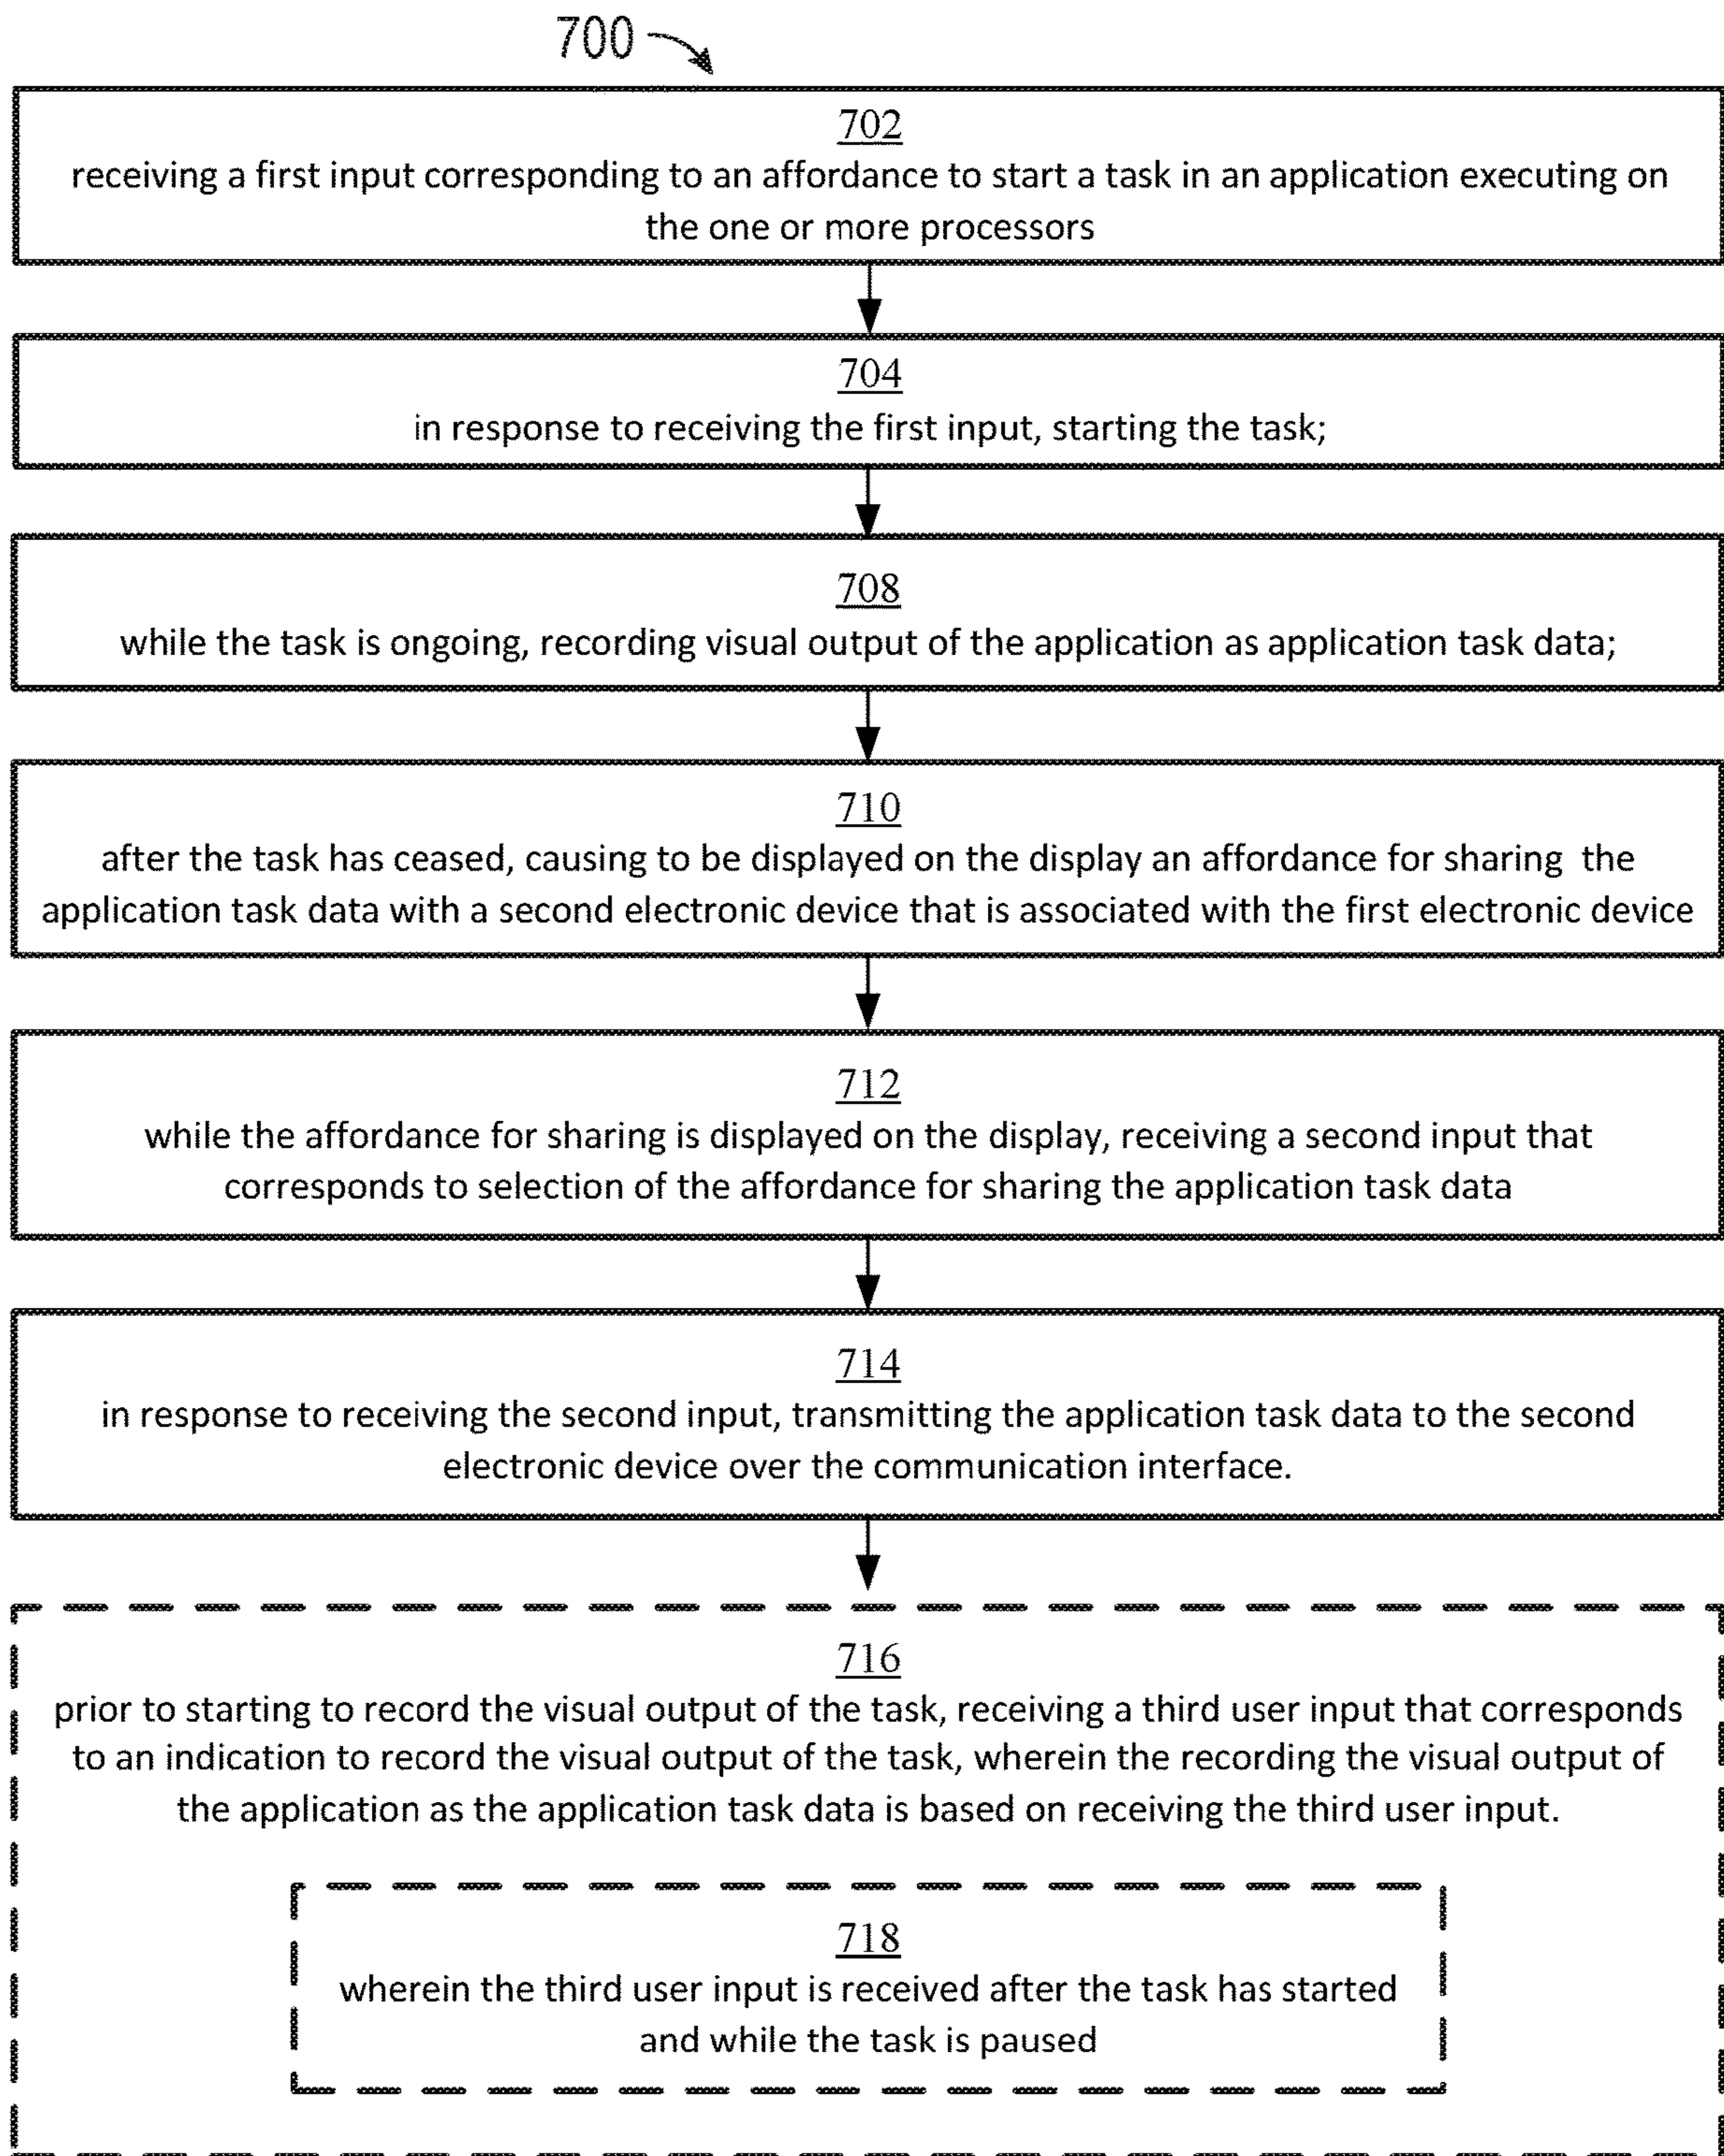 700
702
receiving a first input corresponding to an affordance to start a task in an application executing on
the one or more processors
704
in response to receiving the first input, starting the task;
708
while the task is ongoing, recording visual output of the application as application task data;
710
after the task has ceased, causing to be displayed on the display an affordance for sharing the
application task data with a second electronic device that is associated with the first electronic device
712
while the affordance for sharing is displayed on the display, receiving a second input that
corresponds to selection of the affordance for sharing the application task data
714
in response to receiving the second input, transmitting the application task data to the second
electronic device over the communication interface.
716
prior to starting to record the visual output of the task, receiving a third user input that corresponds
to an indication to record the visual output of the task, wherein the recording the visual output of
the application as the application task data is based on receiving the third user input.
718
wherein the third user input is received after the task has started
and while the task is paused